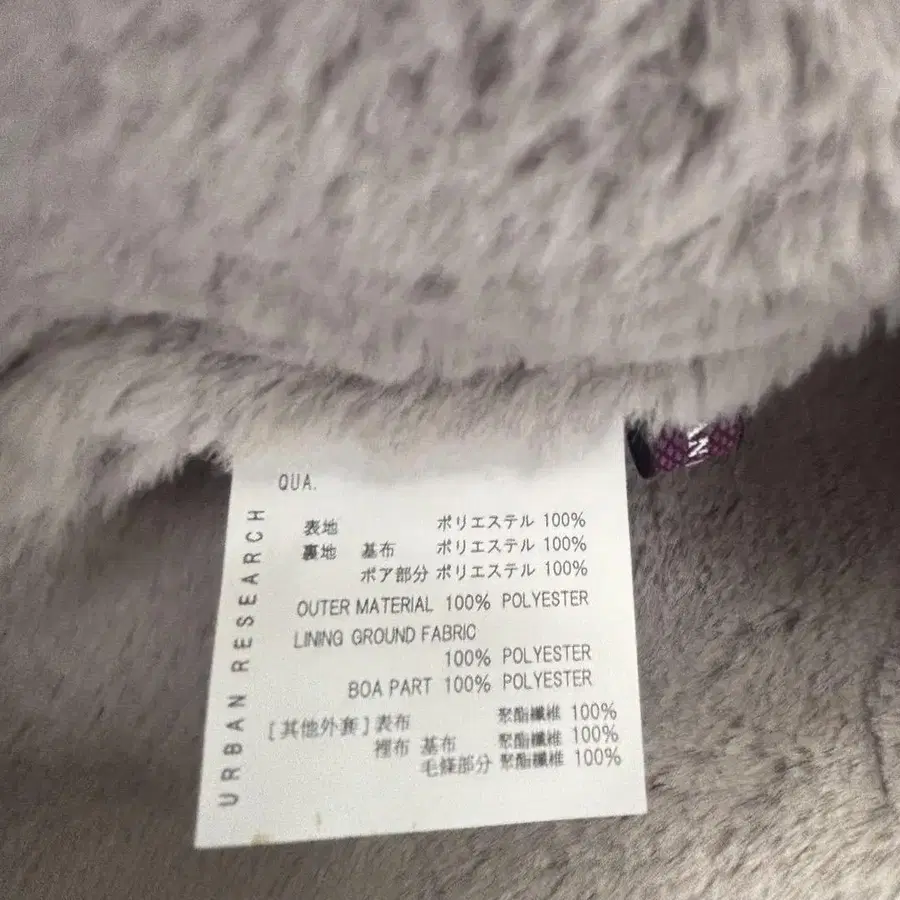 QUA.
URBAN RESEARCH
表地 ポリエステル 100%
裏地 基布 ポリエステル 100%
ボア部分 ポリエステル 100%
OUTER MATERIAL 100% POLYESTER
LINING GROUND FABRIC
100% POLYESTER
BOA PART 100% POLYESTER
[其他外套]表布 聚酯纖維 100%
裡布 基布 聚酯纖維 100%
毛條部分 聚酯纖維 100%